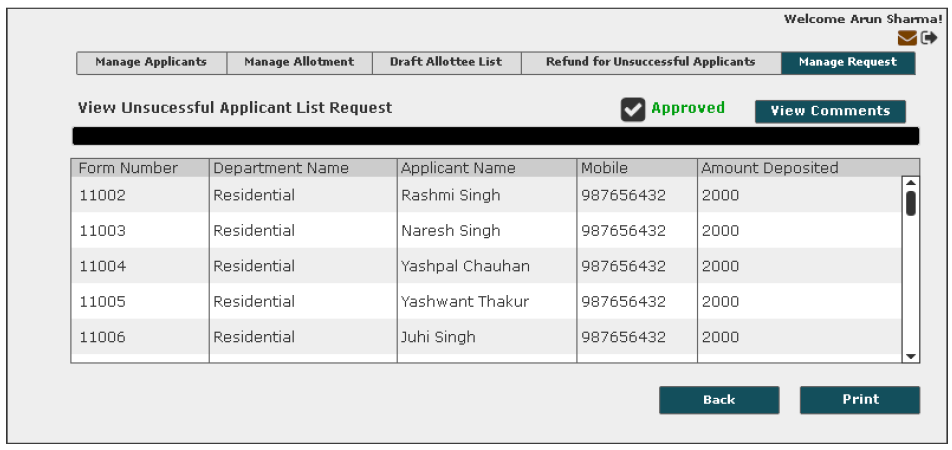 Welcome Arun Sharma!
Manage Applicants Manage Allotment Draft Allottee List Refund for Unsuccessful Applicants Manage Request
View Unsucessful Applicant List Request Approved View Comments
Form Number Department Name Applicant Name Mobile Amount Deposited
11002 Residential Rashmi Singh 987656432 2000
11003 Residential Naresh Singh 987656432 2000
11004 Residential Yashpal Chauhan 987656432 2000
11005 Residential Yashwant Thakur 987656432 2000
11006 Residential Juhi Singh 987656432 2000
Back Print